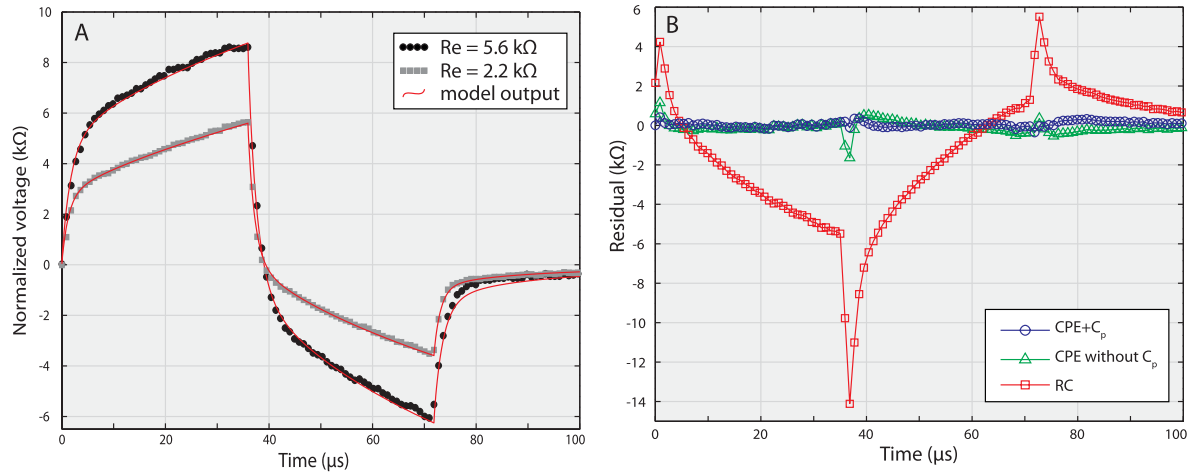 A
Re = 5.6 kΩ
Re = 2.2 kΩ
model output
Normalized voltage (kΩ)
10
8
6
4
2
0
-2
-4
-6
0
20
40
60
80
100
Time (µs)
B
Residual (kΩ)
6
4
2
0
-2
-4
-6
-8
-10
-12
-14
CPE+Cp
CPE without Cp
RC
0
20
40
60
80
100
Time (µs)